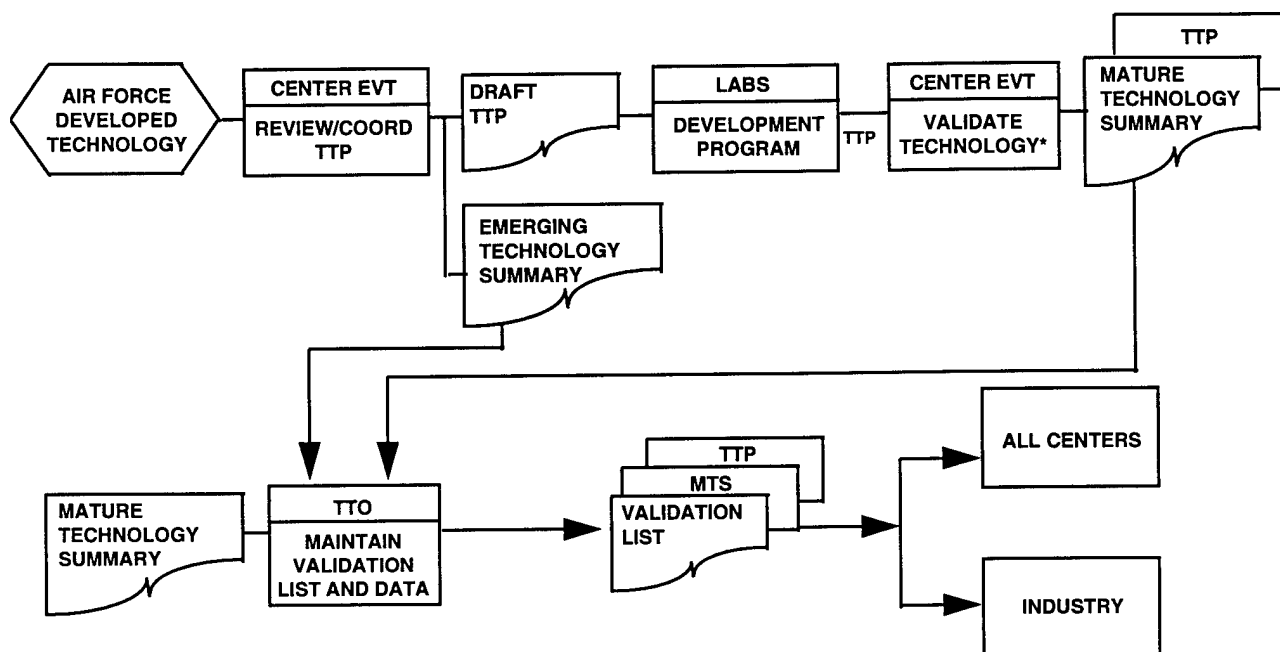 AIR FORCE
DEVELOPED
TECHNOLOGY
CENTER EVT
REVIEW/COORD
TTP
DRAFT
TTP
LABS
DEVELOPMENT
PROGRAM
TTP
CENTER EVT
VALIDATE
TECHNOLOGY*
TTP
MATURE
TECHNOLOGY
SUMMARY
EMERGING
TECHNOLOGY
SUMMARY
MATURE
TECHNOLOGY
SUMMARY
TTO
MAINTAIN
VALIDATION
LIST AND DATA
TTP
MTS
VALIDATION
LIST
ALL CENTERS
INDUSTRY